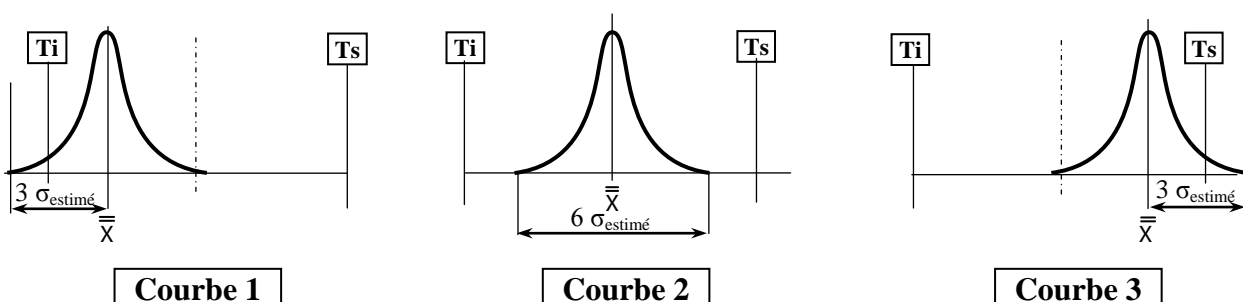 Ti
Ts
3 σestimé
X̿
Courbe 1
Ti
Ts
X̿
6 σestimé
Courbe 2
Ti
Ts
3 σestimé
X̿
Courbe 3